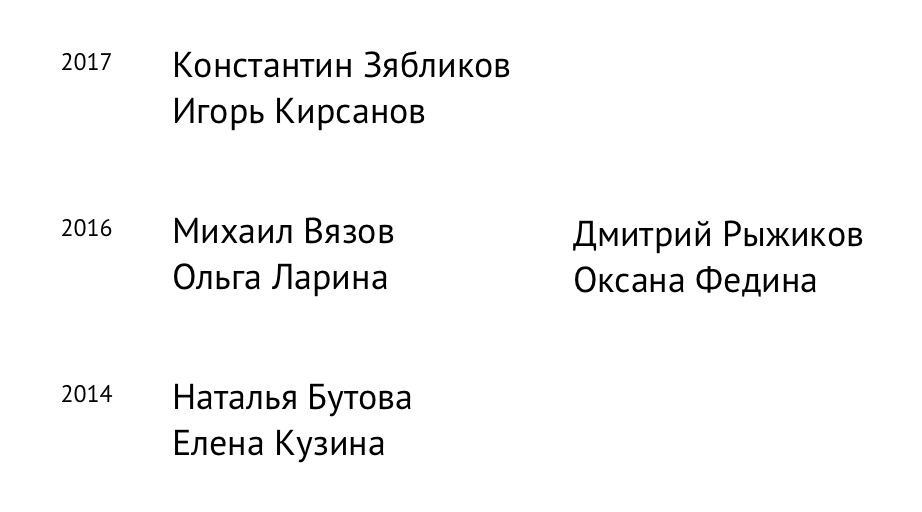 2017
Константин Зябликов
Игорь Кирсанов
2016
Михаил Вязов
Ольга Ларина
Дмитрий Рыжиков
Оксана Федина
2014
Наталья Бутова
Елена Кузина